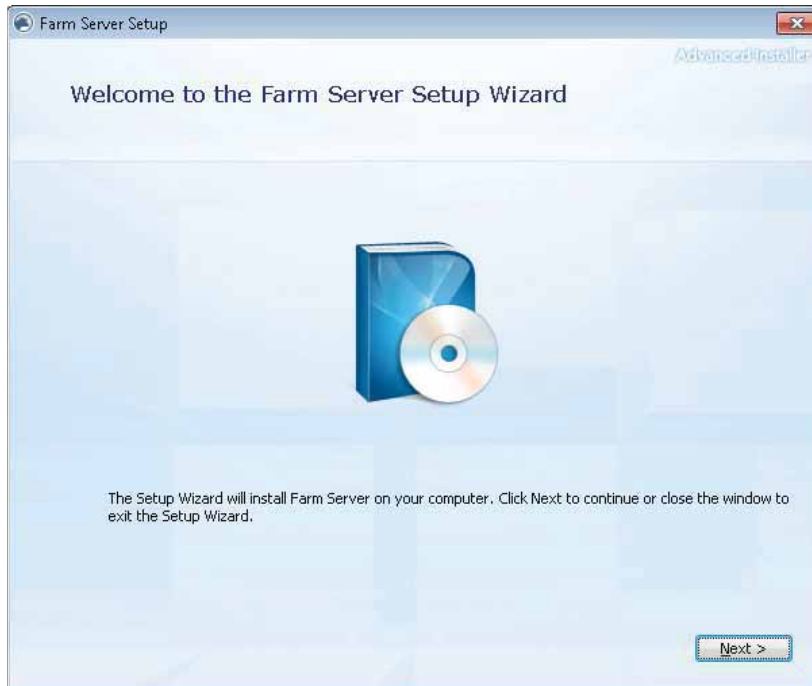 Farm Server Setup
Advanced Installer
Welcome to the Farm Server Setup Wizard
The Setup Wizard will install Farm Server on your computer. Click Next to continue or close the window to
exit the Setup Wizard.
Next >